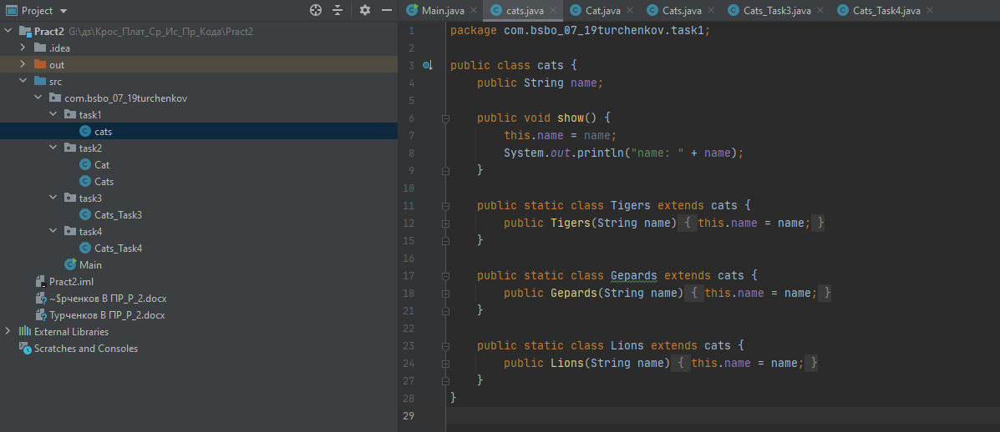 Project
Pract2 G:\дз\Крос_Плат_Ср_Ис_Пр_Кода\Pract2
.idea
out
src
com.bsbo_07_19turchenkov
task1
cats
task2
Cat
Cats
task3
Cats_Task3
task4
Cats_Task4
Main
Pract2.iml
~$рченков В ПР_Р_2.docx
Турченков В ПР_Р_2.docx
External Libraries
Scratches and Consoles
Main.java cats.java Cat.java Cats.java Cats_Task3.java Cats_Task4.java
1 package com.bsbo_07_19turchenkov.task1;
2
3 public class cats {
4 public String name;
5
6 public void show() {
7 this.name = name;
8 System.out.println("name: " + name);
9 }
10
11 public static class Tigers extends cats {
12 public Tigers(String name) { this.name = name; }
15 }
16
17 public static class Gepards extends cats {
18 public Gepards(String name) { this.name = name; }
21 }
22
23 public static class Lions extends cats {
24 public Lions(String name) { this.name = name; }
27 }
28 }
29